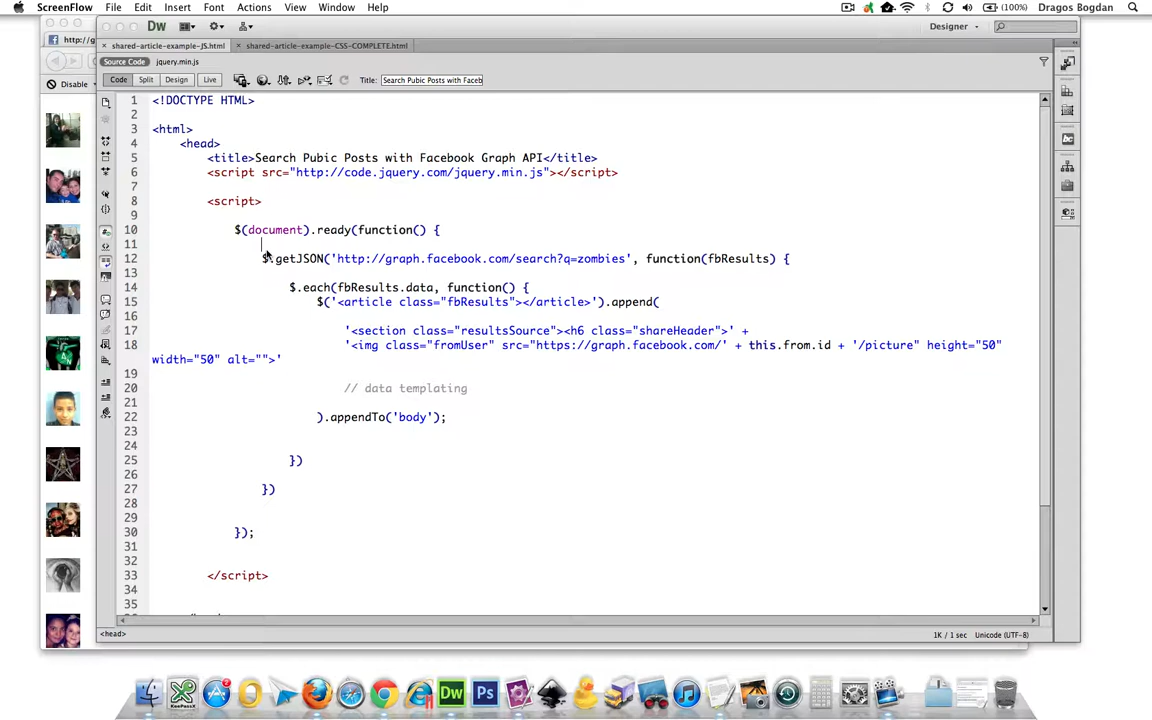 ScreenFlow File Edit Insert Font Actions View Window Help (100%) Dragos Bogdan
Dw Designer
http://g
shared-article-example-JS.html shared-article-example-CSS-COMPLETE.html
Source Code jquery.min.js
Code Split Design Live Title: Search Pubic Posts with Faceb
Disable
1 <!DOCTYPE HTML>
2
3 <html>
4 <head>
5 <title>Search Pubic Posts with Facebook Graph API</title>
6 <script src="http://code.jquery.com/jquery.min.js"></script>
7
8 <script>
9
10 $(document).ready(function() {
11
12 $.getJSON('http://graph.facebook.com/search?q=zombies', function(fbResults) {
13
14 $.each(fbResults.data, function() {
15 $('<article class="fbResults"></article>').append(
16
17 '<section class="resultsSource"><h6 class="shareHeader">' +
18 '<img class="fromUser" src="https://graph.facebook.com/' + this.from.id + '/picture" height="50"
width="50" alt="">'
19
20 // data templating
21
22 ).appendTo('body');
23
24
25 })
26
27 })
28
29
30 });
31
32
33 </script>
34
35
<head> 1K / 1 sec Unicode (UTF-8)
Dw Ps